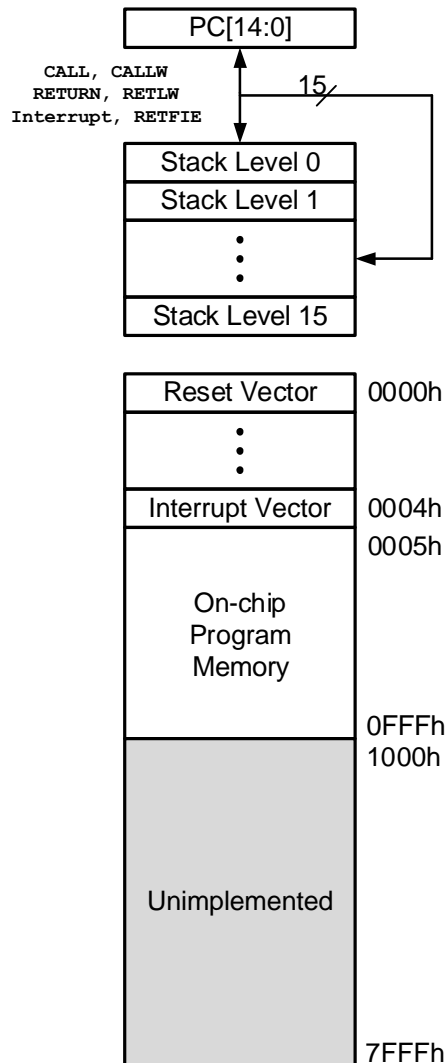 PC[14:0]
CALL, CALLW
RETURN, RETLW
Interrupt, RETFIE
15
Stack Level 0
Stack Level 1
Stack Level 15
Reset Vector
0000h
Interrupt Vector
0004h
0005h
On-chip
Program
Memory
0FFFh
1000h
Unimplemented
7FFFh